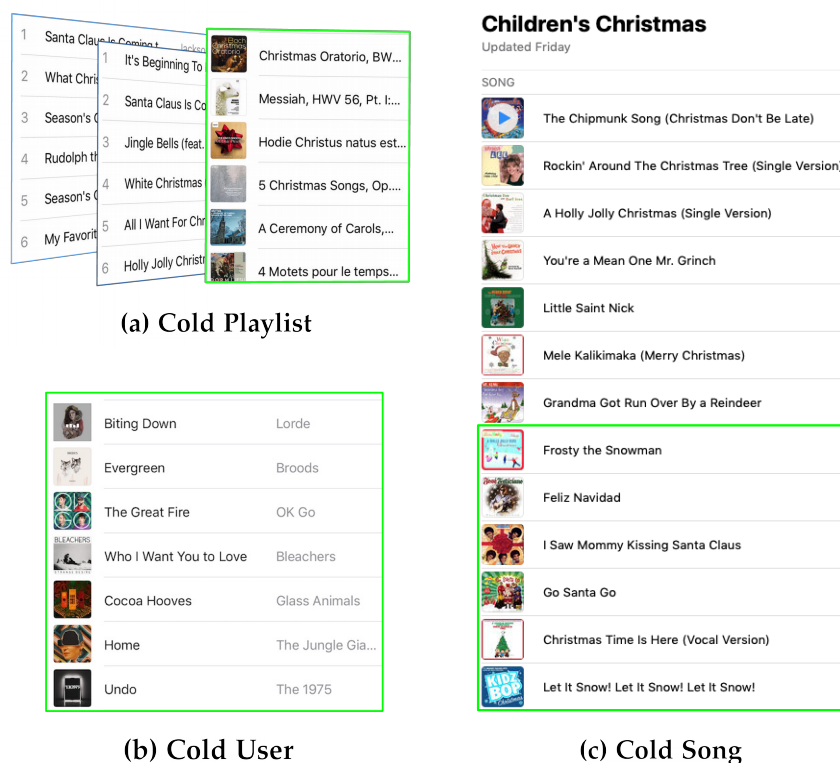 1 Santa Claus Is Coming t
2 What Chris
3 Season's G
4 Rudolph th
5 Season's G
6 My Favorit
1 It's Beginning To
2 Santa Claus Is Co
3 Jingle Bells (feat.
4 White Christmas
5 All I Want For Chr
6 Holly Jolly Christm
Christmas Oratorio, BW...
Messiah, HWV 56, Pt. I:...
Hodie Christus natus est...
5 Christmas Songs, Op....
A Ceremony of Carols,...
4 Motets pour le temps...
(a) Cold Playlist
Biting Down Lorde
Evergreen Broods
The Great Fire OK Go
BLEACHERS
Who I Want You to Love Bleachers
Cocoa Hooves Glass Animals
Home The Jungle Gia...
Undo The 1975
(b) Cold User
Children's Christmas
Updated Friday
SONG
The Chipmunk Song (Christmas Don't Be Late)
Rockin' Around The Christmas Tree (Single Version)
A Holly Jolly Christmas (Single Version)
You're a Mean One Mr. Grinch
Little Saint Nick
Mele Kalikimaka (Merry Christmas)
Grandma Got Run Over By a Reindeer
Frosty the Snowman
Feliz Navidad
I Saw Mommy Kissing Santa Claus
Go Santa Go
Christmas Time Is Here (Vocal Version)
KIDZ BOP Christmas
Let It Snow! Let It Snow! Let It Snow!
(c) Cold Song